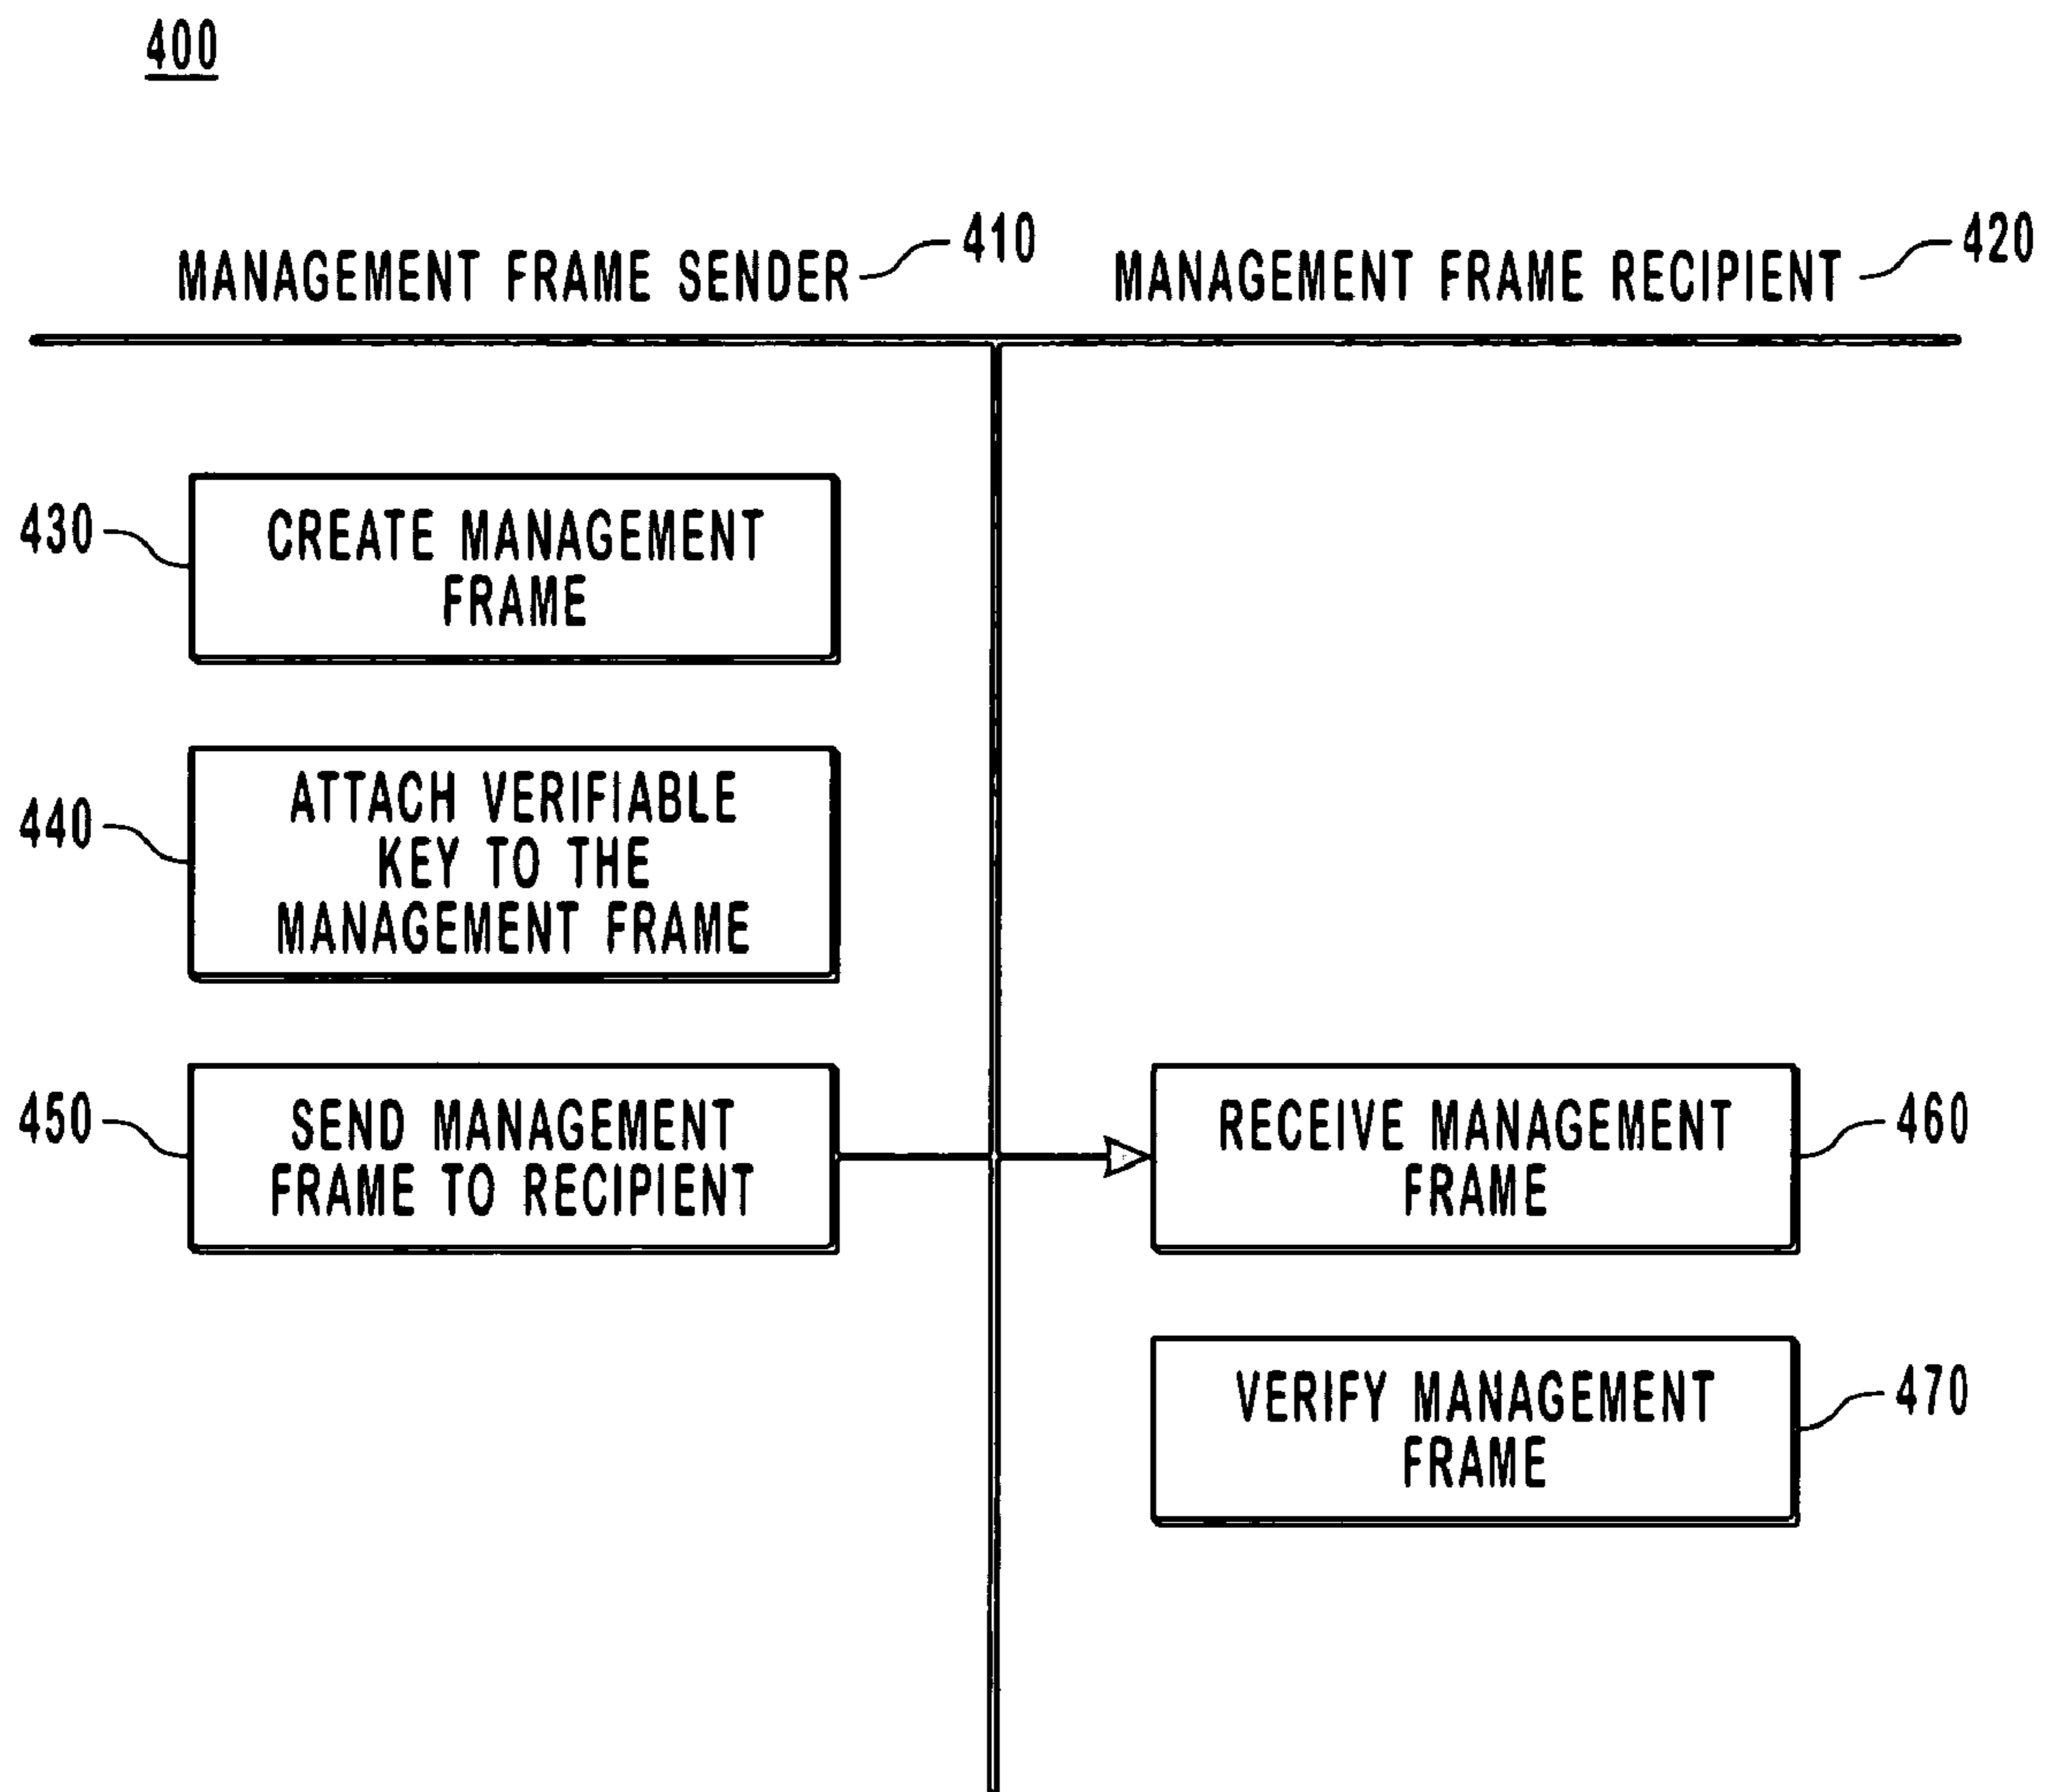 400
MANAGEMENT FRAME SENDER 410
MANAGEMENT FRAME RECIPIENT 420
430
CREATE MANAGEMENT
FRAME
440
ATTACH VERIFIABLE
KEY TO THE
MANAGEMENT FRAME
450
SEND MANAGEMENT
FRAME TO RECIPIENT
RECEIVE MANAGEMENT
FRAME
460
VERIFY MANAGEMENT
FRAME
470